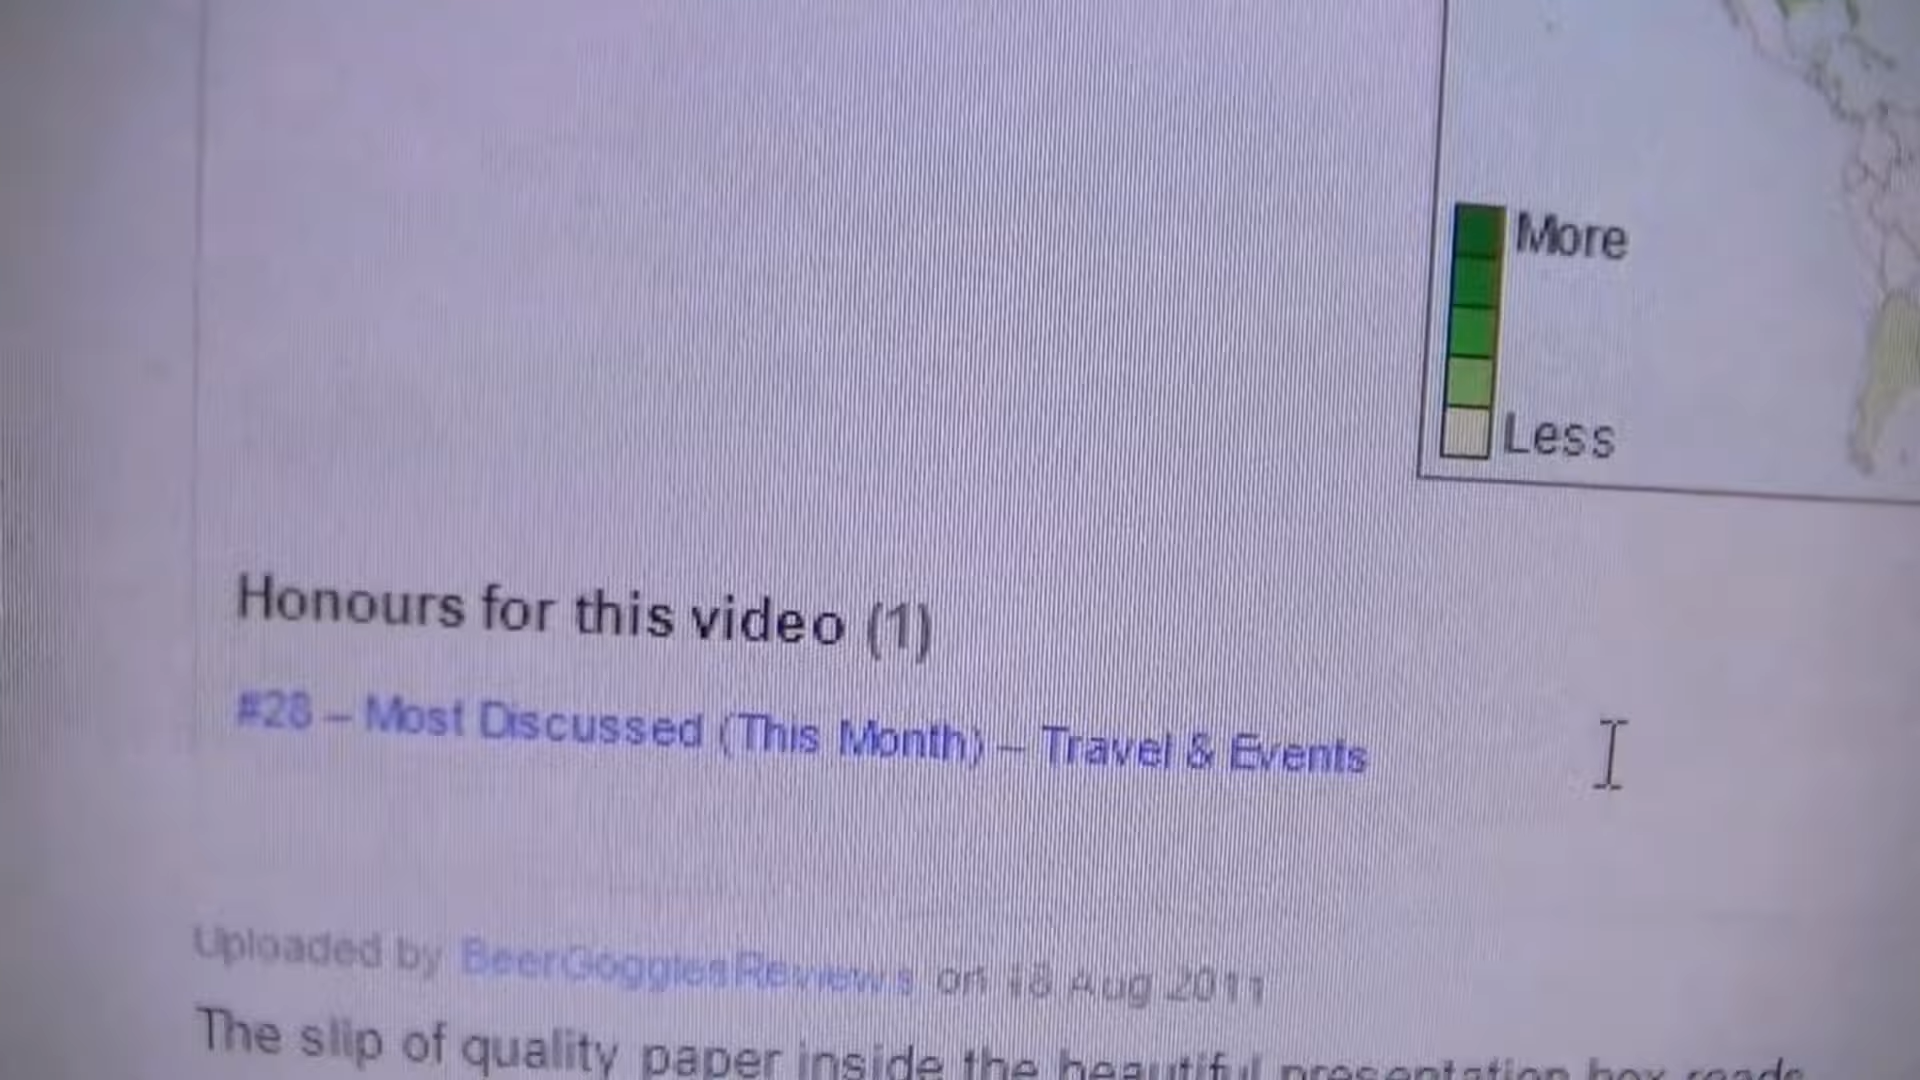 More
Less
Honours for this video (1)
#28 – Most Discussed (This Month) – Travel & Events
Uploaded by BeerGogglesReviews on 18 Aug 2011
The slip of quality paper inside the beautiful presentation box reads